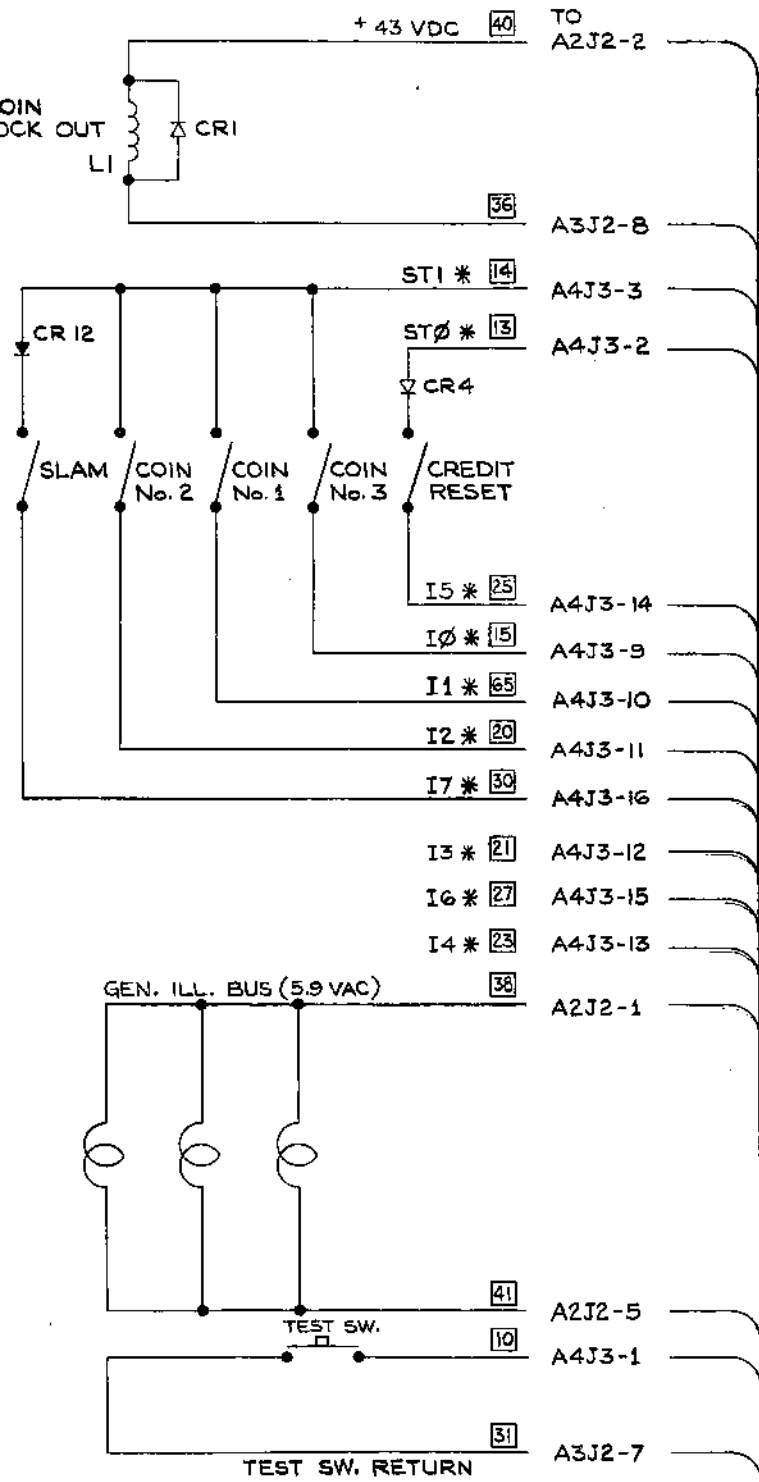 + 43 VDC 40 TO
A2J2-2
OIN
OCK OUT
L1
CR1
36 A3J2-8
ST1 * 14 A4J3-3
STØ * 13 A4J3-2
CR 12
CR4
SLAM
COIN
No. 2
COIN
No. 1
COIN
No. 3
CREDIT
RESET
I5 * 25 A4J3-14
IØ * 15 A4J3-9
I1 * 65 A4J3-10
I2 * 20 A4J3-11
I7 * 30 A4J3-16
I3 * 21 A4J3-12
I6 * 27 A4J3-15
I4 * 23 A4J3-13
GEN. ILL. BUS (5.9 VAC) 38 A2J2-1
41 A2J2-5
TEST SW.
10 A4J3-1
31 A3J2-7
TEST SW. RETURN